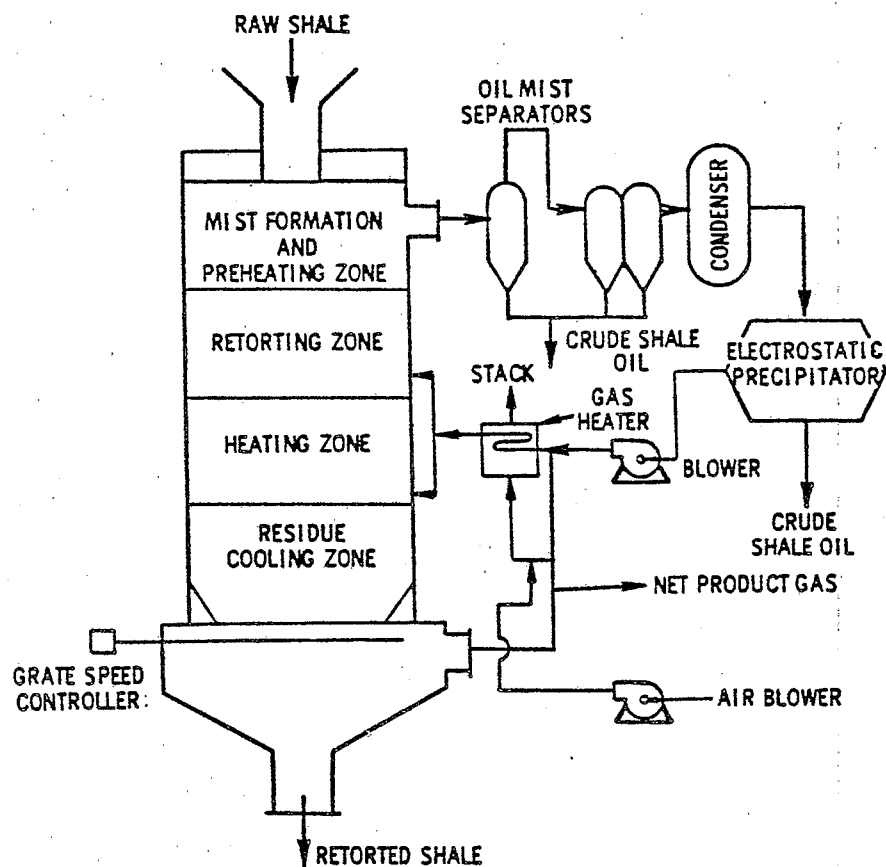 RAW SHALE
OIL MIST
SEPARATORS
CONDENSER
MIST FORMATION
AND
PREHEATING ZONE
RETORTING ZONE
CRUDE SHALE
OIL
ELECTROSTATIC
PRECIPITATOR
STACK
GAS
HEATER
HEATING ZONE
BLOWER
CRUDE
SHALE OIL
RESIDUE
COOLING ZONE
NET PRODUCT GAS
GRATE SPEED
CONTROLLER:
AIR BLOWER
RETORTED SHALE